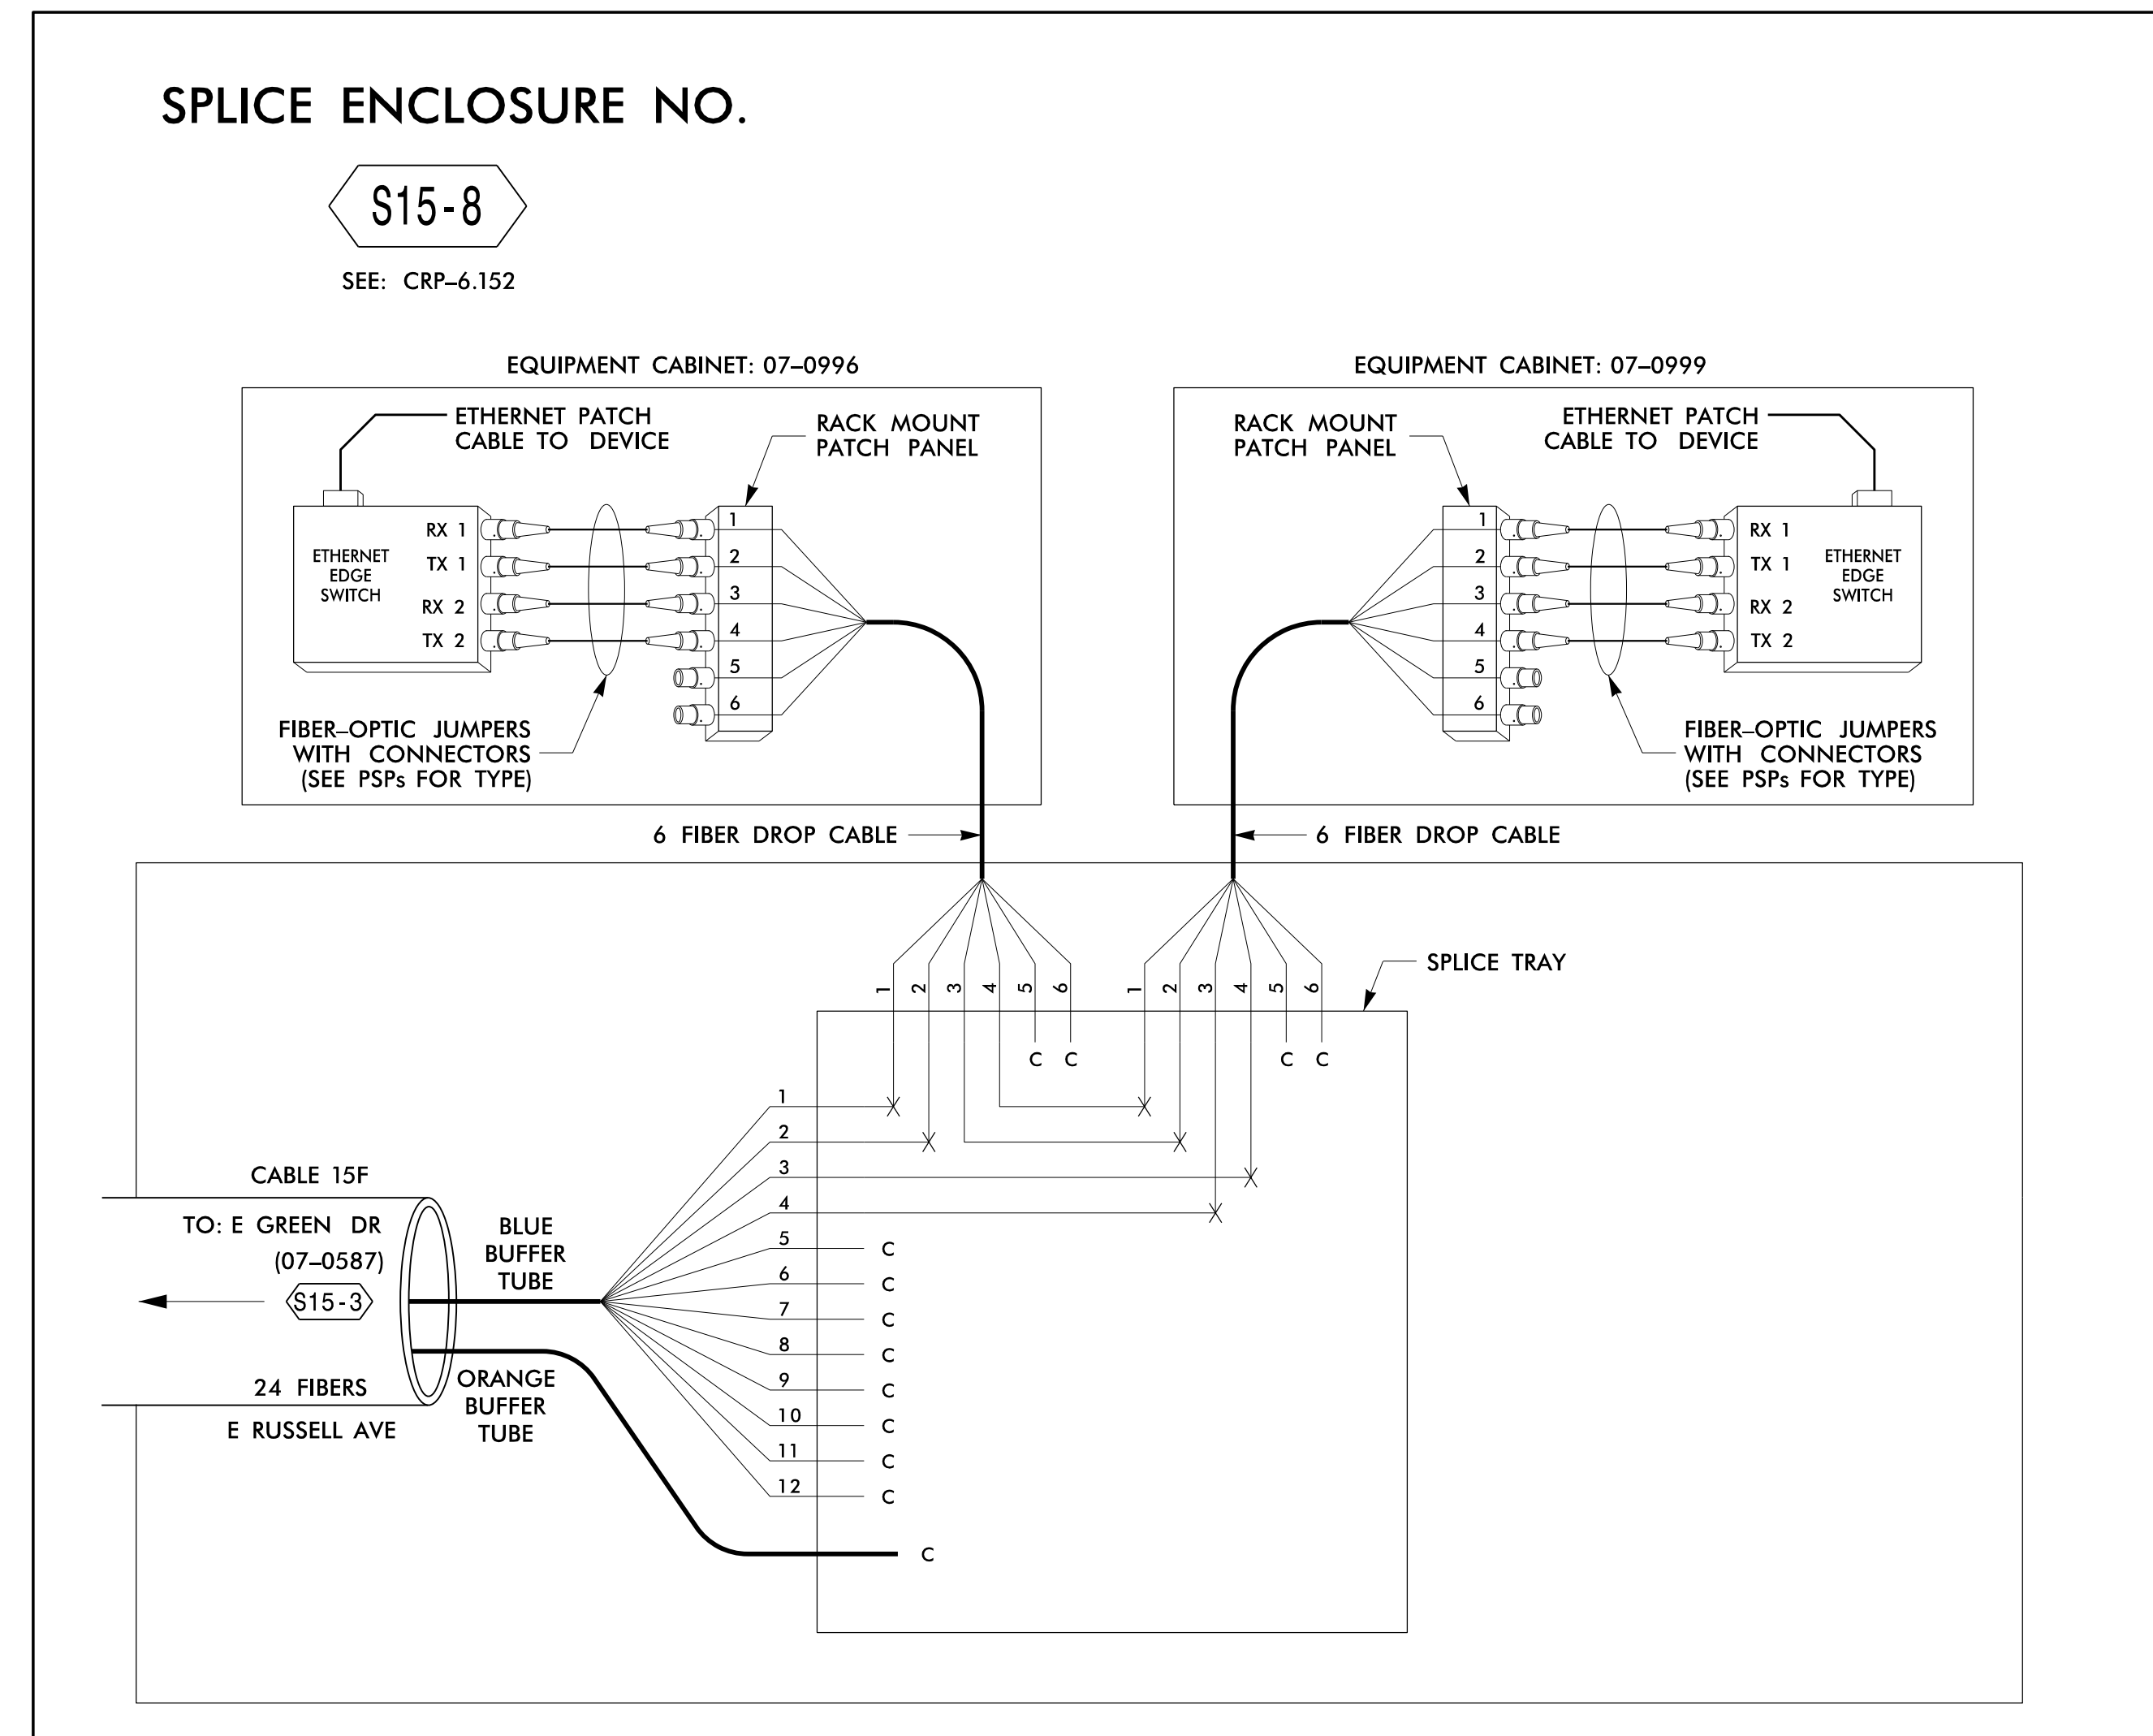 SPLICE ENCLOSURE NO.
S15-8
SEE: CRP–6.152
EQUIPMENT CABINET: 07–0996
ETHERNET PATCH
CABLE TO DEVICE
RACK MOUNT
PATCH PANEL
ETHERNET
EDGE
SWITCH
RX 1
TX 1
RX 2
TX 2
1
2
3
4
5
6
FIBER–OPTIC JUMPERS
WITH CONNECTORS
(SEE PSPs FOR TYPE)
EQUIPMENT CABINET: 07–0999
RACK MOUNT
PATCH PANEL
ETHERNET PATCH
CABLE TO DEVICE
1
2
3
4
5
6
RX 1
TX 1
RX 2
TX 2
ETHERNET
EDGE
SWITCH
FIBER–OPTIC JUMPERS
WITH CONNECTORS
(SEE PSPs FOR TYPE)
6 FIBER DROP CABLE
6 FIBER DROP CABLE
SPLICE TRAY
1 2 3 4 5 6
1 2 3 4 5 6
C C
C C
1
2
3
4
5 C
6 C
7 C
8 C
9 C
10 C
11 C
12 C
C
CABLE 15F
TO: E GREEN DR
(07–0587)
S15-3
24 FIBERS
E RUSSELL AVE
BLUE
BUFFER
TUBE
ORANGE
BUFFER
TUBE